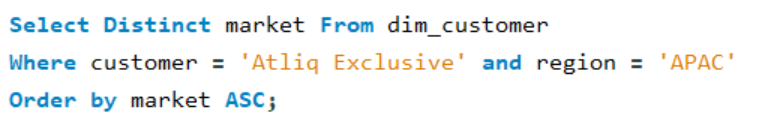 Select Distinct market From dim_customer
Where customer = 'Atliq Exclusive' and region = 'APAC'
Order by market ASC;